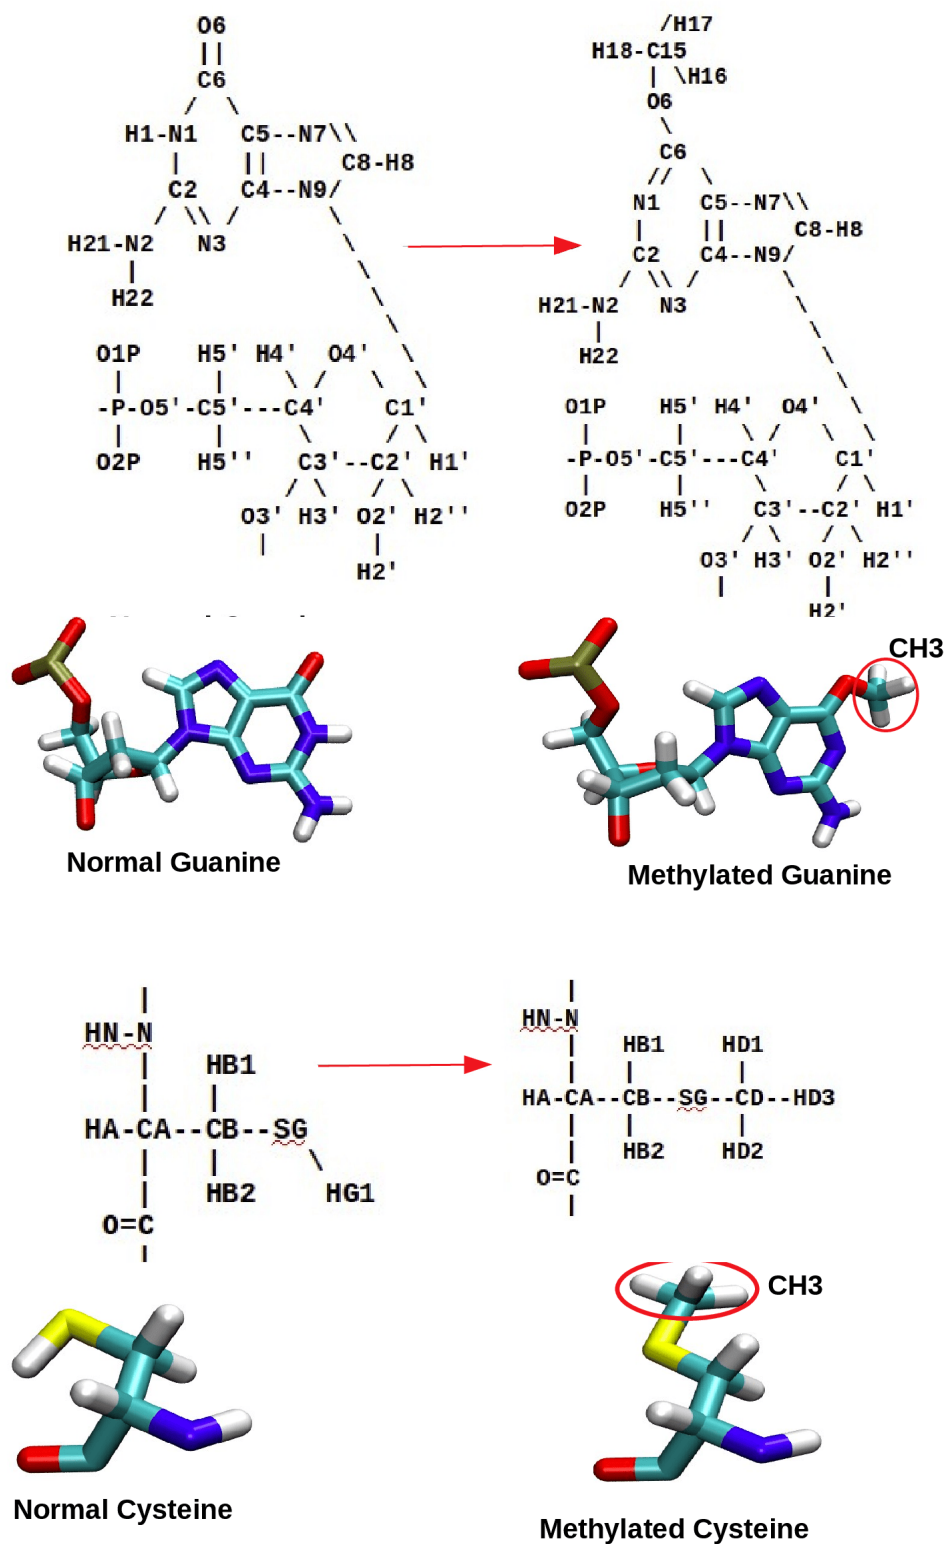 O6
||
C6
/ \
H1-N1 C5--N7\\
| || C8-H8
C2 C4--N9/
/ \\ / \
H21-N2 N3 \
| \
H22 \
\
O1P H5' H4' O4' \
| | \ / \ \
-P-O5'-C5'---C4' C1'
| | \ / \
O2P H5'' C3'--C2' H1'
/ \ / \
O3' H3' O2' H2''
| |
H2'
/H17
H18-C15
| \H16
O6
\
C6
// \
N1 C5--N7\\
| || C8-H8
C2 C4--N9/
/ \\ / \
H21-N2 N3 \
| \
H22 \
\
O1P H5' H4' O4' \
| | \ / \ \
-P-O5'-C5'---C4' C1'
| | \ / \
O2P H5'' C3'--C2' H1'
/ \ / \
O3' H3' O2' H2''
| |
H2'
CH3
Normal Guanine
Methylated Guanine
|
HN-N
| HB1
| |
HA-CA--CB--SG
| | \
| HB2 HG1
O=C
|
|
HN-N
| HB1 HD1
| | |
HA-CA--CB--SG--CD--HD3
| | |
| HB2 HD2
O=C
|
CH3
Normal Cysteine
Methylated Cysteine